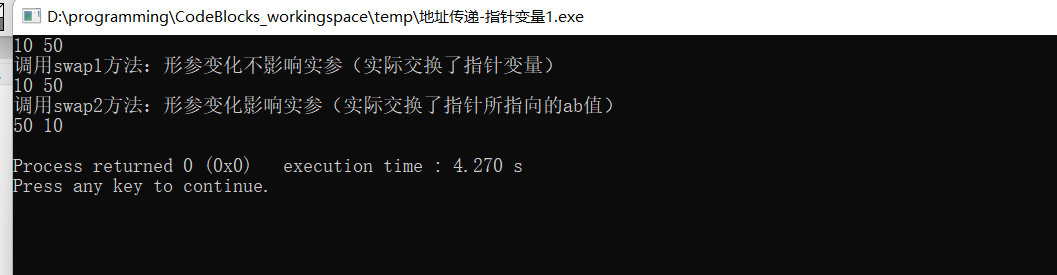 D:\programming\CodeBlocks_workingspace\temp\地址传递-指针变量1.exe
10 50
调用swap1方法：形参变化不影响实参（实际交换了指针变量）
10 50
调用swap2方法：形参变化影响实参（实际交换了指针所指向的ab值）
50 10
Process returned 0 (0x0)   execution time : 4.270 s
Press any key to continue.